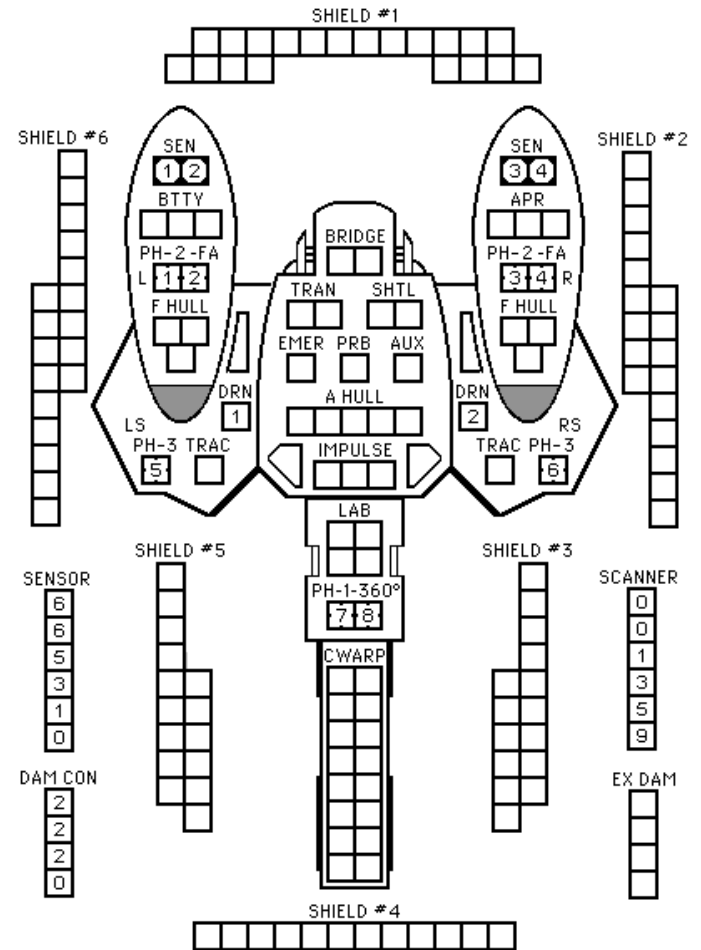 SHIELD #1
SHIELD #6
SHIELD #2
SEN
1 2
SEN
3 4
BTTY
APR
BRIDGE
PH-2-FA
L 1 2
PH-2-FA
3 4 R
TRAN SHTL
F HULL
F HULL
EMER PRB AUX
DRN
1
DRN
2
A HULL
LS
PH-3 TRAC
5
RS
TRAC PH-3
6
IMPULSE
LAB
SHIELD #5
SHIELD #3
SENSOR
6
6
5
3
1
0
SCANNER
0
0
1
3
5
9
PH-1-360°
7 8
CWARP
DAM CON
2
2
2
0
EX DAM
SHIELD #4